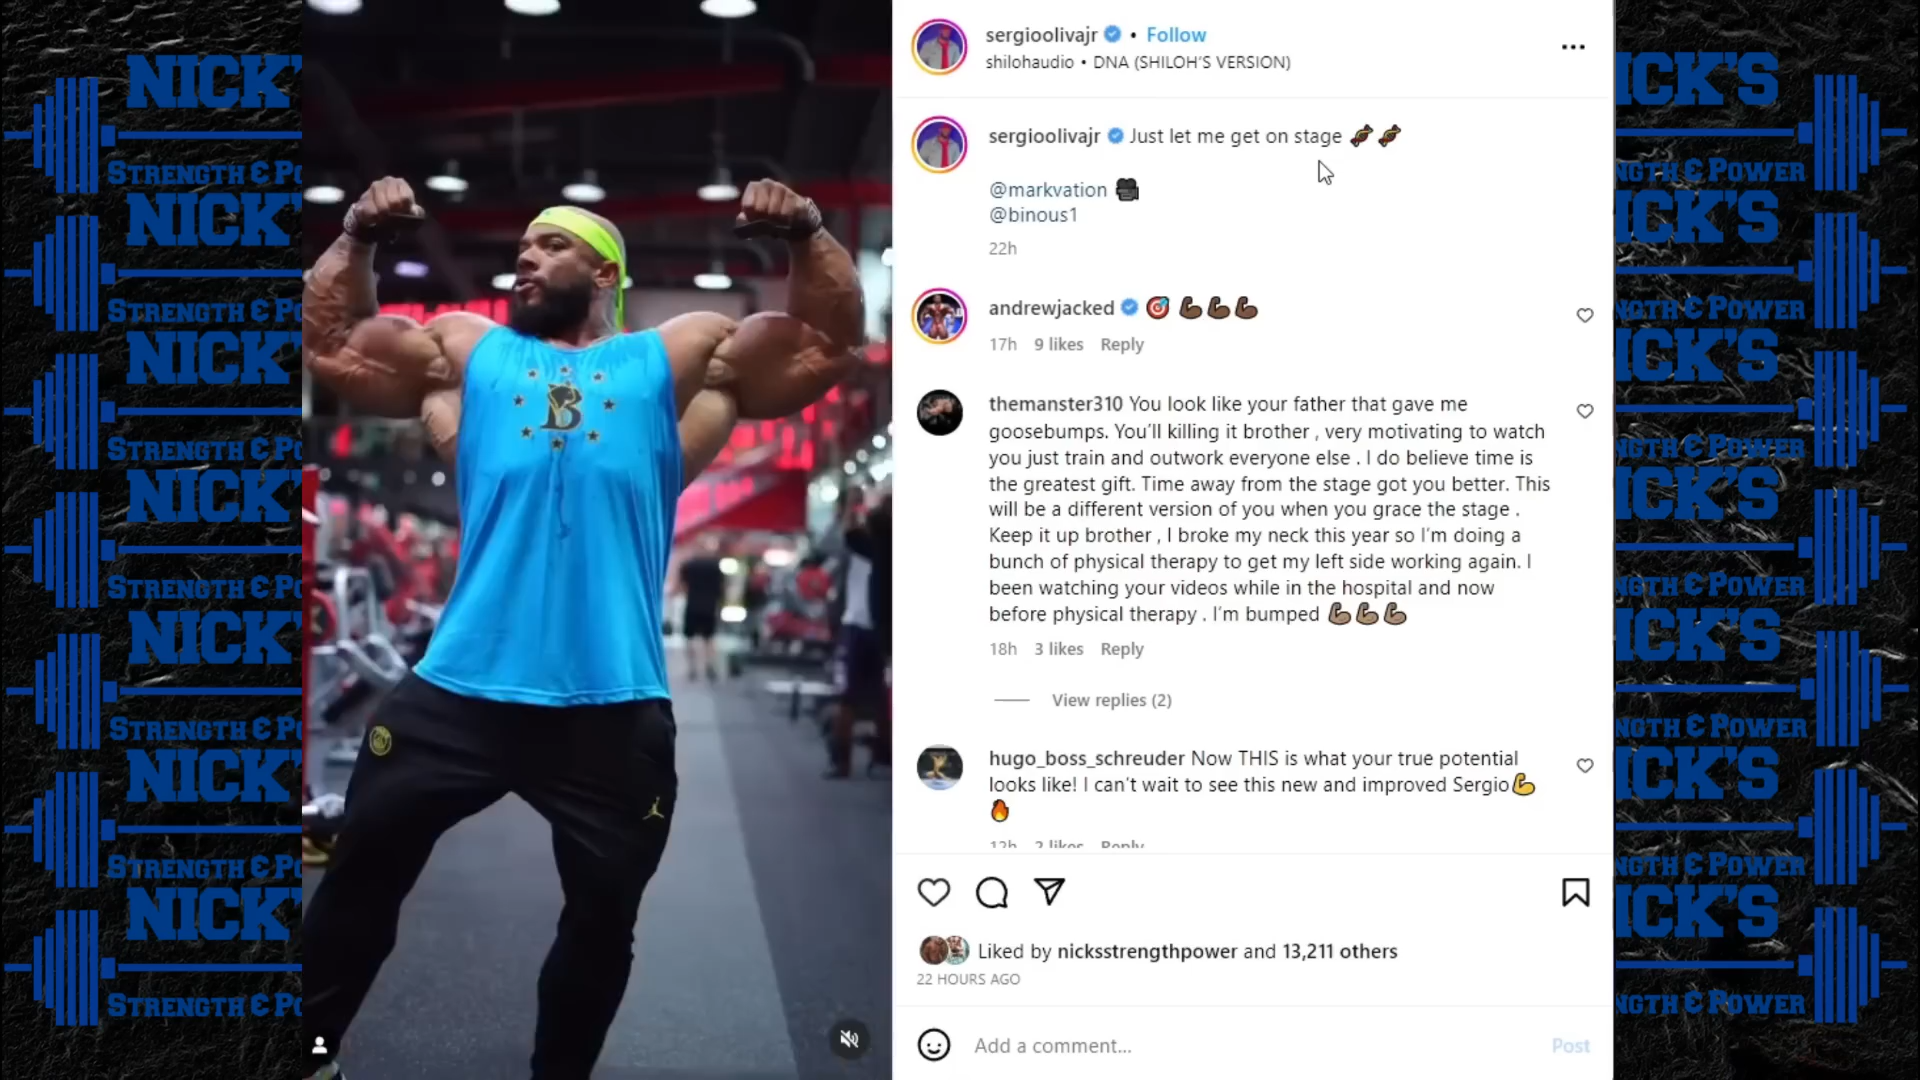 NICK'S
STRENGTH & POWER
sergioolivajr • Follow
shilohaudio • DNA (SHILOH'S VERSION)
sergioolivajr Just let me get on stage
@markvation
@binous1
22h
andrewjacked
17h 9 likes Reply
themanster310 You look like your father that gave me
goosebumps. You'll killing it brother , very motivating to watch
you just train and outwork everyone else . I do believe time is
the greatest gift. Time away from the stage got you better. This
will be a different version of you when you grace the stage .
Keep it up brother , I broke my neck this year so I'm doing a
bunch of physical therapy to get my left side working again. I
been watching your videos while in the hospital and now
before physical therapy . I'm bumped
18h 3 likes Reply
View replies (2)
hugo_boss_schreuder Now THIS is what your true potential
looks like! I can't wait to see this new and improved Sergio
12h 2 likes Reply
Liked by nicksstrengthpower and 13,211 others
22 HOURS AGO
Add a comment... Post
B